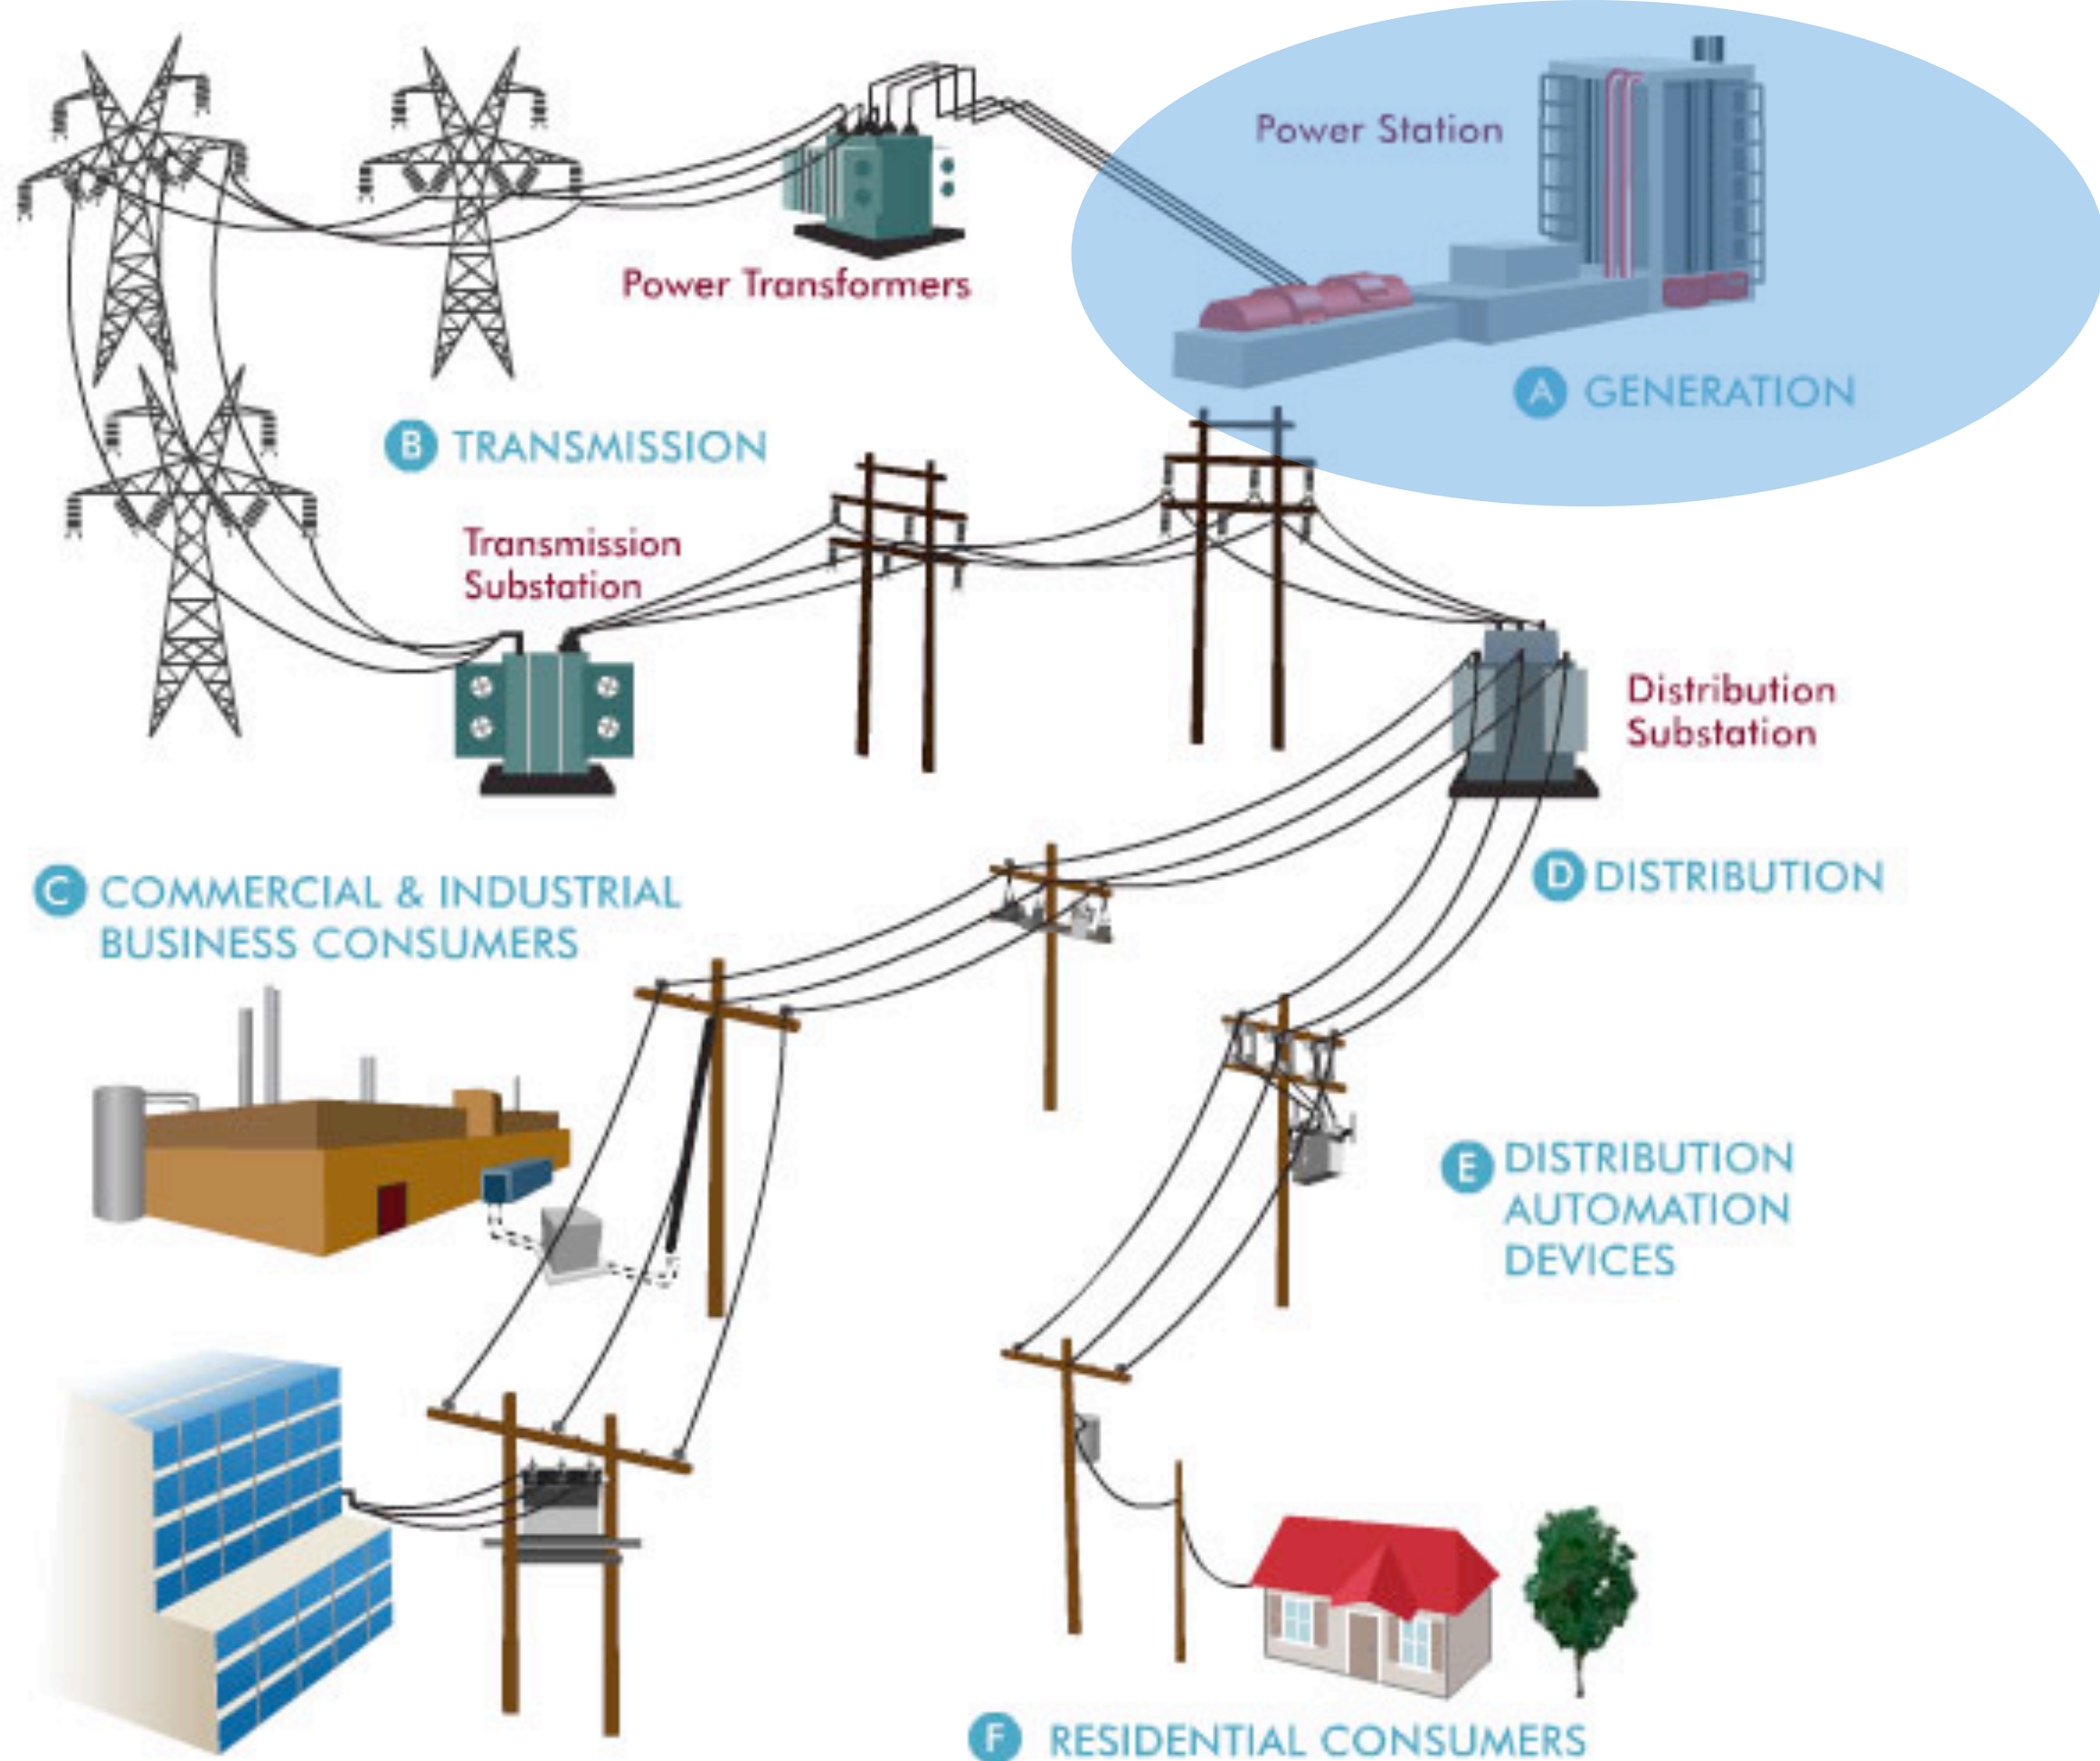 Power Station
Power Transformers
A GENERATION
B TRANSMISSION
Transmission
Substation
Distribution
Substation
C COMMERCIAL & INDUSTRIAL
BUSINESS CONSUMERS
D DISTRIBUTION
E DISTRIBUTION
AUTOMATION
DEVICES
F RESIDENTIAL CONSUMERS